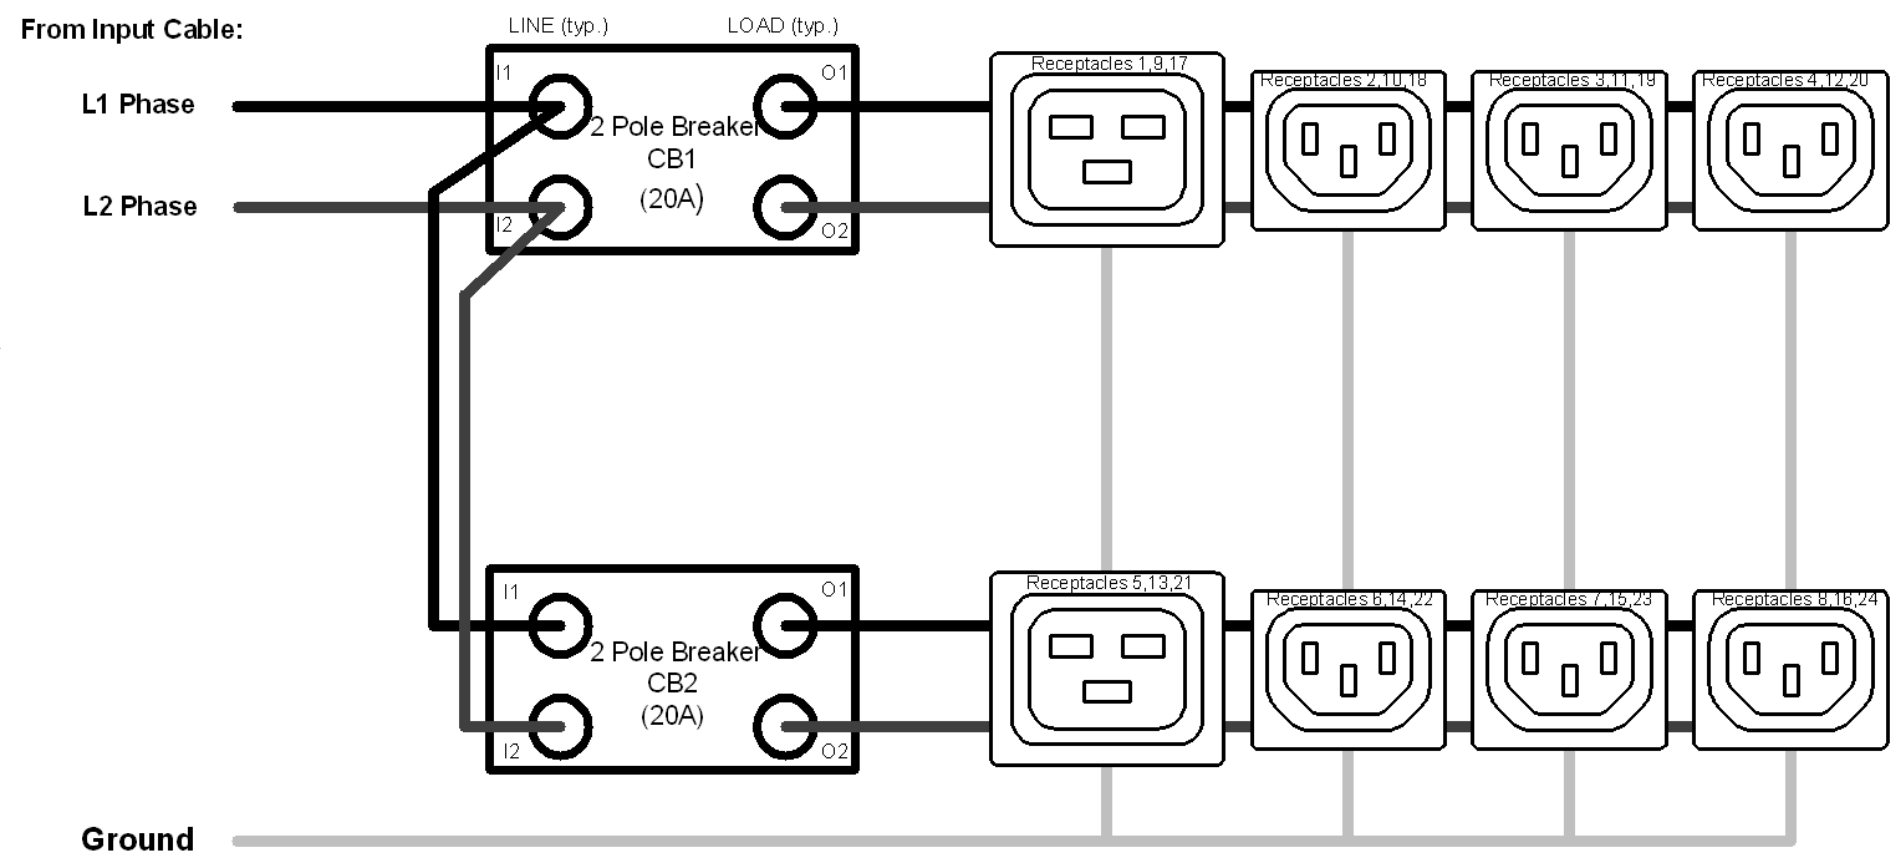 From Input Cable:
LINE (typ.)
LOAD (typ.)
L1 Phase
I1
O1
2 Pole Breaker
CB1
(20A)
L2 Phase
I2
O2
Receptacles 1,9,17
Receptacles 2,10,18
Receptacles 3,11,19
Receptacles 4,12,20
I1
O1
2 Pole Breaker
CB2
(20A)
I2
O2
Receptacles 5,13,21
Receptacles 6,14,22
Receptacles 7,15,23
Receptacles 8,16,24
Ground